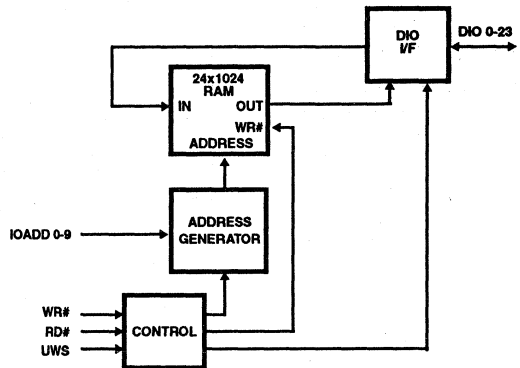 DIO
I/F
DIO 0-23
24x1024
RAM
IN OUT
WR#
ADDRESS
ADDRESS
GENERATOR
IOADD 0-9
WR#
RD#
UWS
CONTROL